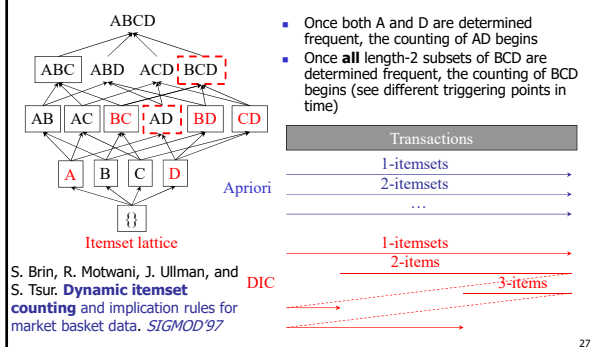 ABCD
ABC ABD ACD BCD
AB AC BC AD BD CD
A B C D
{}
Itemset lattice
S. Brin, R. Motwani, J. Ullman, and
S. Tsur. Dynamic itemset
counting and implication rules for
market basket data. SIGMOD'97
▪ Once both A and D are determined
frequent, the counting of AD begins
▪ Once all length-2 subsets of BCD are
determined frequent, the counting of BCD
begins (see different triggering points in
time)
Transactions
Apriori
1-itemsets
2-itemsets
…
DIC
1-itemsets
2-items
3-items
27